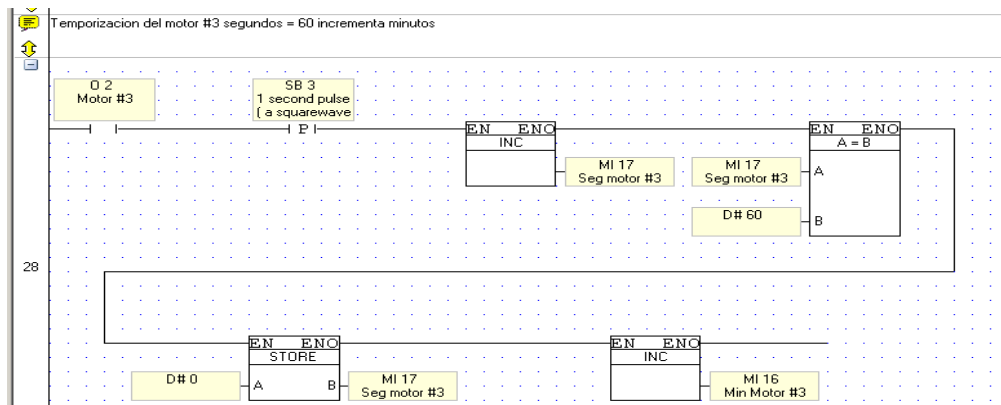 Temporizacion del motor #3 segundos = 60 incrementa minutos
O 2
Motor #3
SB 3
1 second pulse
( a squarewave
P
EN ENO
INC
MI 17
Seg motor #3
MI 17
Seg motor #3
D# 60
EN ENO
A = B
A
B
28
EN ENO
STORE
D# 0
A
B
MI 17
Seg motor #3
EN ENO
INC
MI 16
Min Motor #3